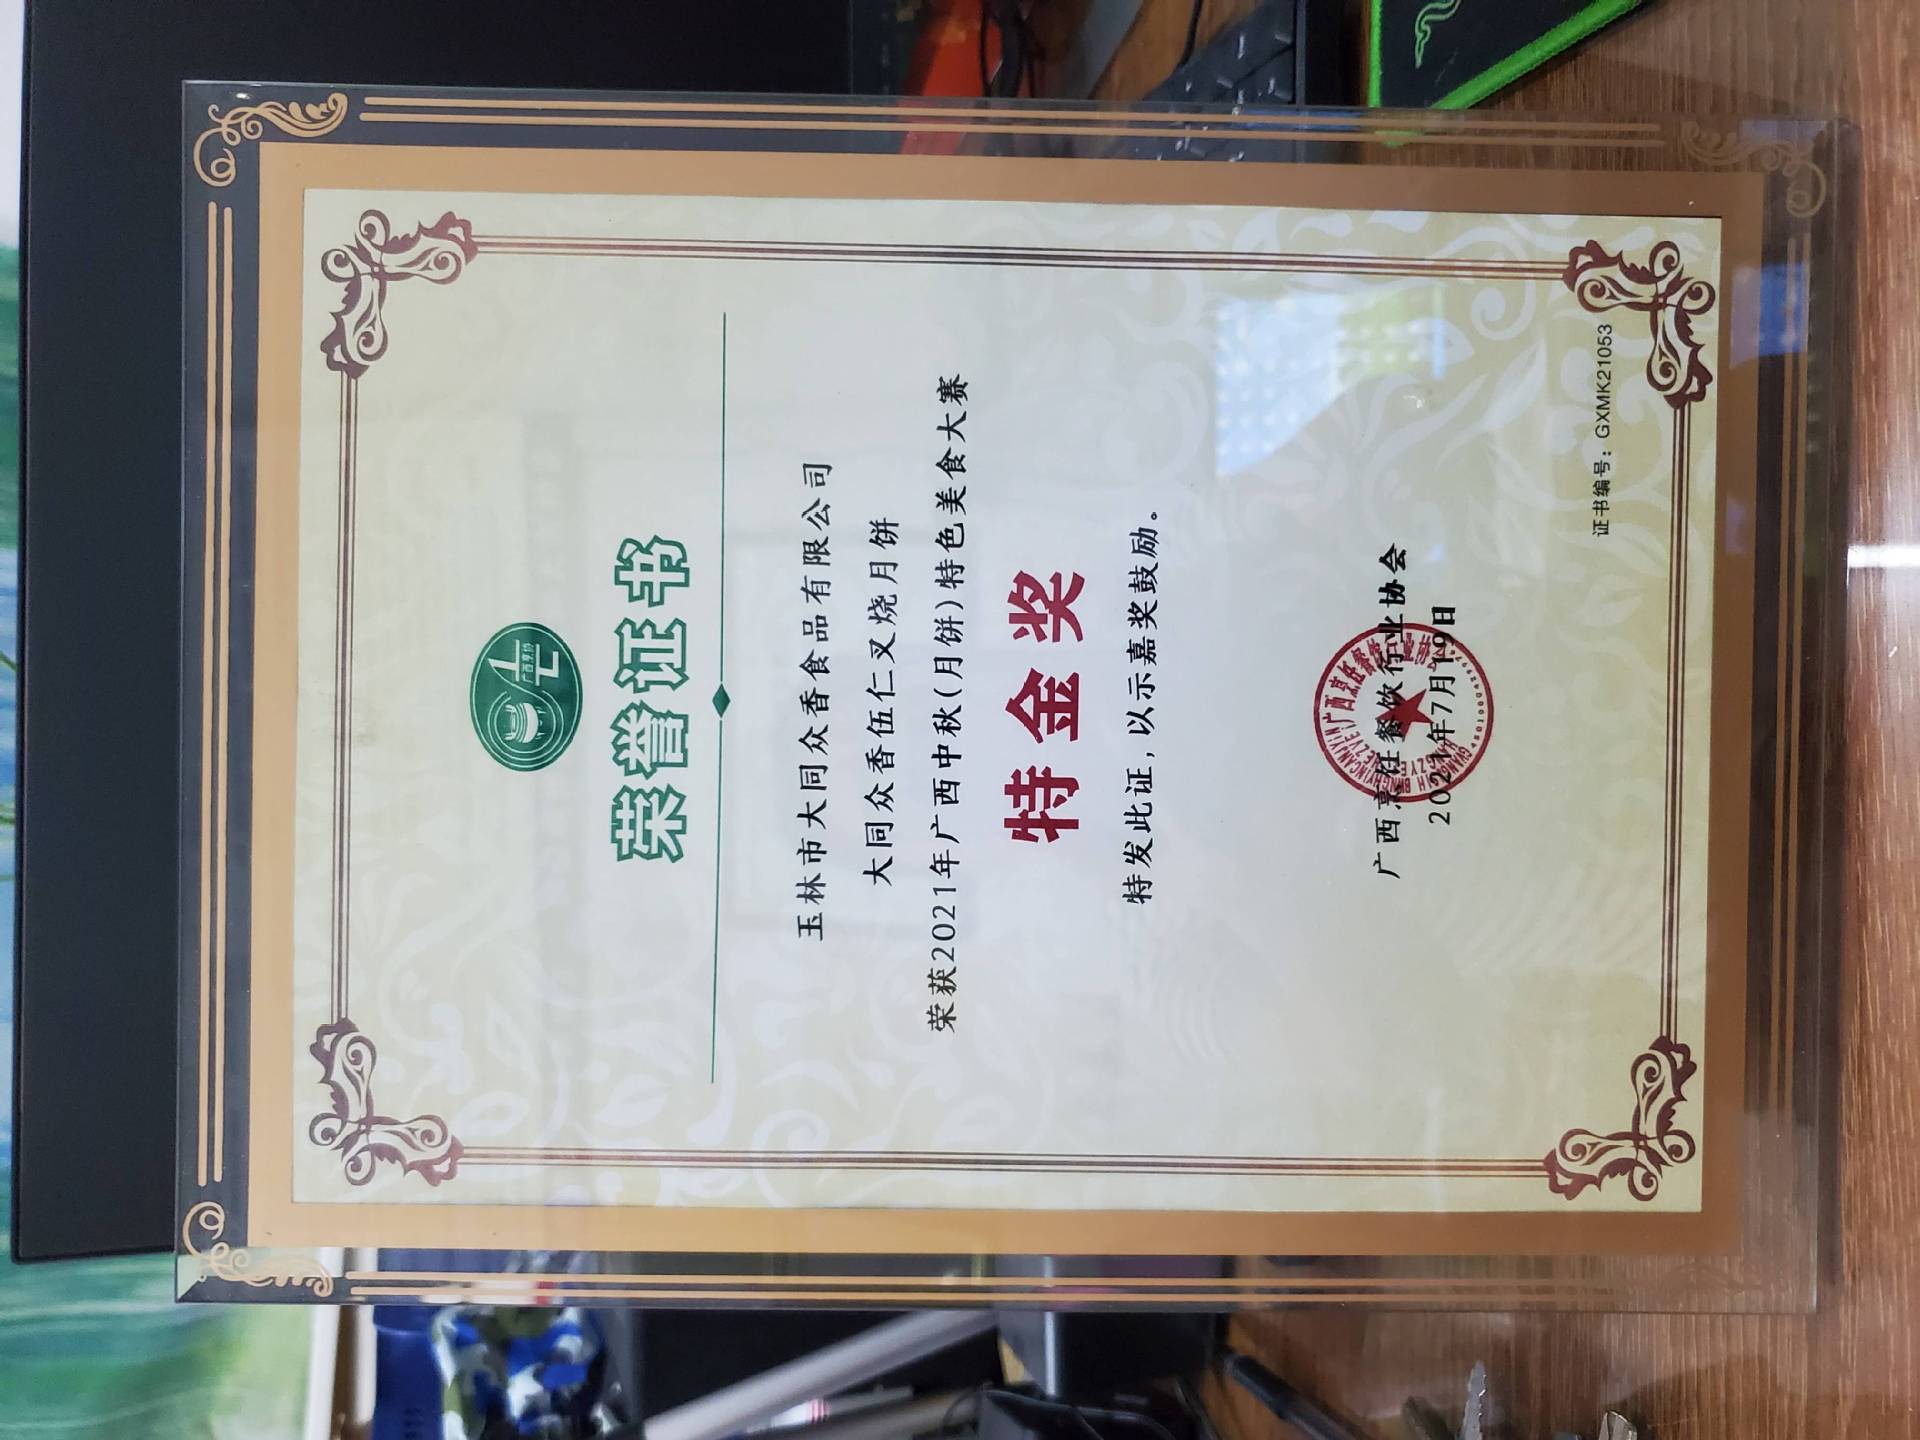 广西烹协
荣誉证书
玉林市大同众香食品有限公司
大同众香伍仁叉烧月饼
荣获2021年广西中秋(月饼)特色美食大赛
特金奖
特发此证，以示嘉奖鼓励。
广西烹饪餐饮行业协会
2021年7月19日
证书编号：GXMK21053